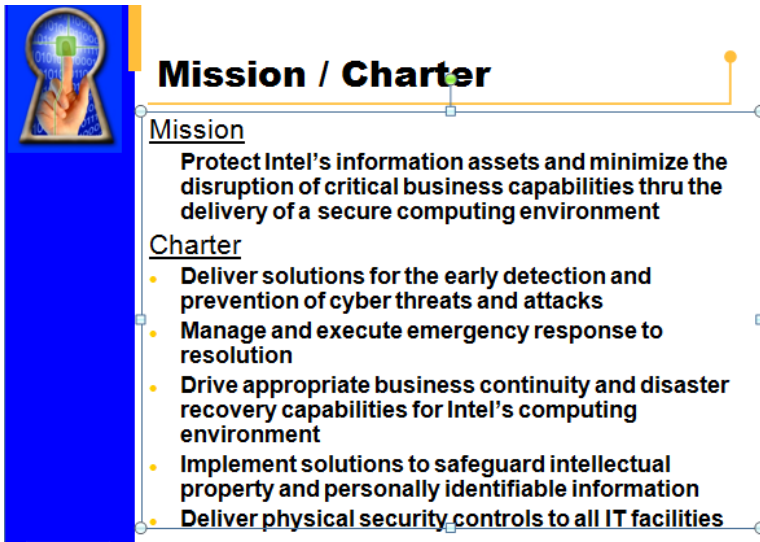 Mission / Charter
Mission
Protect Intel's information assets and minimize the
disruption of critical business capabilities thru the
delivery of a secure computing environment
Charter
• Deliver solutions for the early detection and
prevention of cyber threats and attacks
• Manage and execute emergency response to
resolution
• Drive appropriate business continuity and disaster
recovery capabilities for Intel's computing
environment
• Implement solutions to safeguard intellectual
property and personally identifiable information
• Deliver physical security controls to all IT facilities